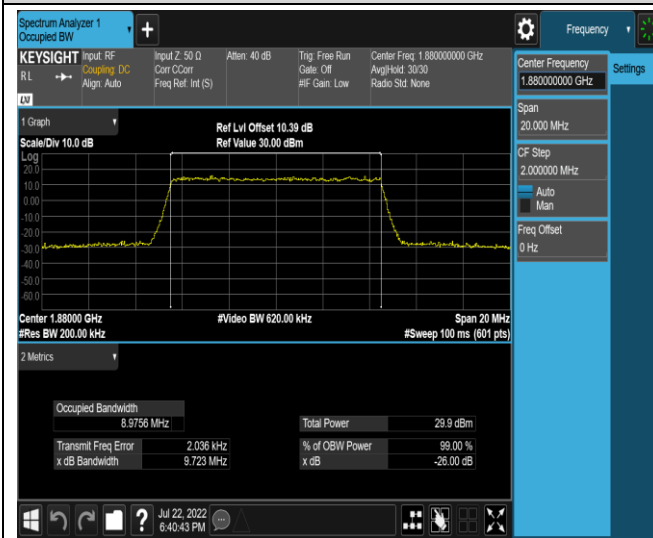 Spectrum Analyzer 1
Occupied BW
+
Frequency
KEYSIGHT
RL
LXI
Input: RF
Coupling: DC
Align: Auto
Input Z: 50 Ω
Corr CCorr
Freq Ref: Int (S)
Atten: 40 dB
Trig: Free Run
Gate: Off
#IF Gain: Low
Center Freq: 1.880000000 GHz
Avg|Hold: 30/30
Radio Std: None
Center Frequency
1.880000000 GHz
Settings
Span
20.000 MHz
CF Step
2.000000 MHz
Auto
Man
Freq Offset
0 Hz
1 Graph
Scale/Div 10.0 dB
Ref Lvl Offset 10.39 dB
Ref Value 30.00 dBm
Log
20.0
10.0
0.00
-10.0
-20.0
-30.0
-40.0
-50.0
-60.0
Center 1.88000 GHz
#Video BW 620.00 kHz
Span 20 MHz
#Res BW 200.00 kHz
#Sweep 100 ms (601 pts)
2 Metrics
Occupied Bandwidth
8.9756 MHz
Total Power 29.9 dBm
Transmit Freq Error 2.036 kHz
% of OBW Power 99.00 %
x dB Bandwidth 9.723 MHz
x dB -26.00 dB
?
Jul 22, 2022
6:40:43 PM